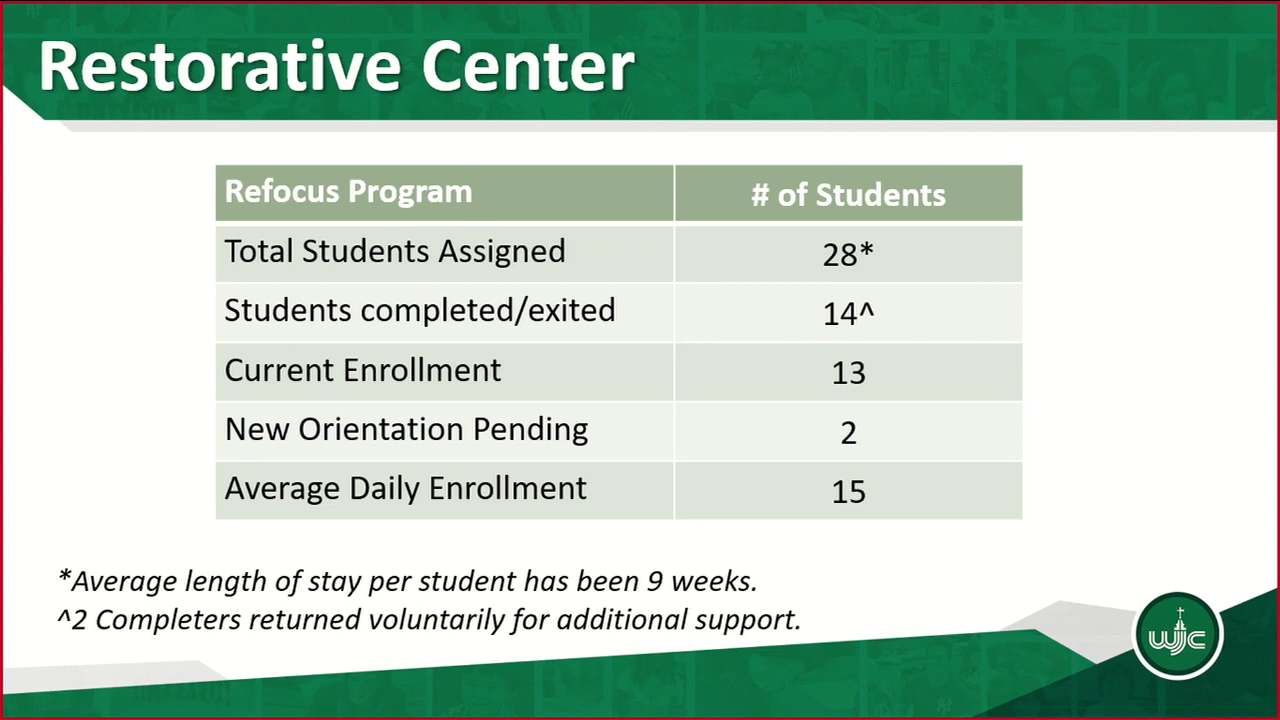 Restorative Center
Refocus Program # of Students
Total Students Assigned 28*
Students completed/exited 14^
Current Enrollment 13
New Orientation Pending 2
Average Daily Enrollment 15
*Average length of stay per student has been 9 weeks.
^2 Completers returned voluntarily for additional support.
WJC